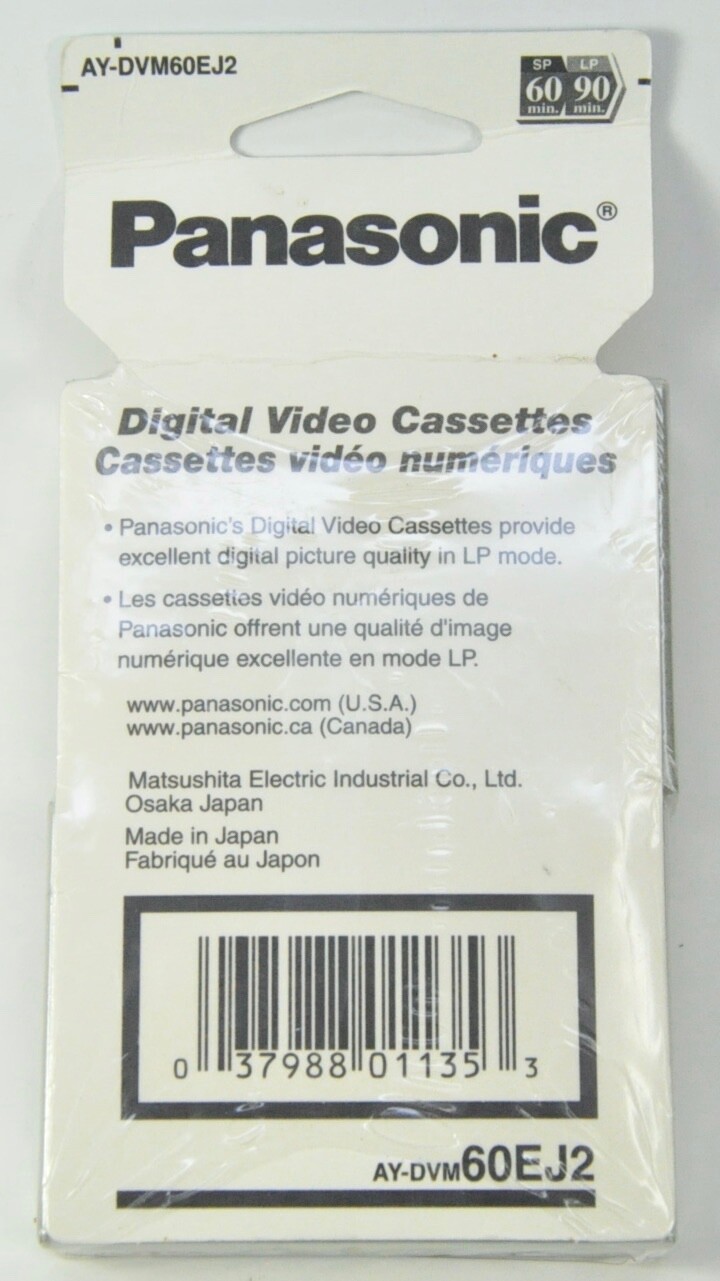 AY-DVM60EJ2
SP LP
60 90
min. min.
Panasonic®
Digital Video Cassettes
Cassettes vidéo numériques
• Panasonic's Digital Video Cassettes provide
excellent digital picture quality in LP mode.
• Les cassettes vidéo numériques de
Panasonic offrent une qualité d'image
numérique excellente en mode LP.
www.panasonic.com (U.S.A.)
www.panasonic.ca (Canada)
Matsushita Electric Industrial Co., Ltd.
Osaka Japan
Made in Japan
Fabriqué au Japon
0 37988 01135 3
AY-DVM60EJ2